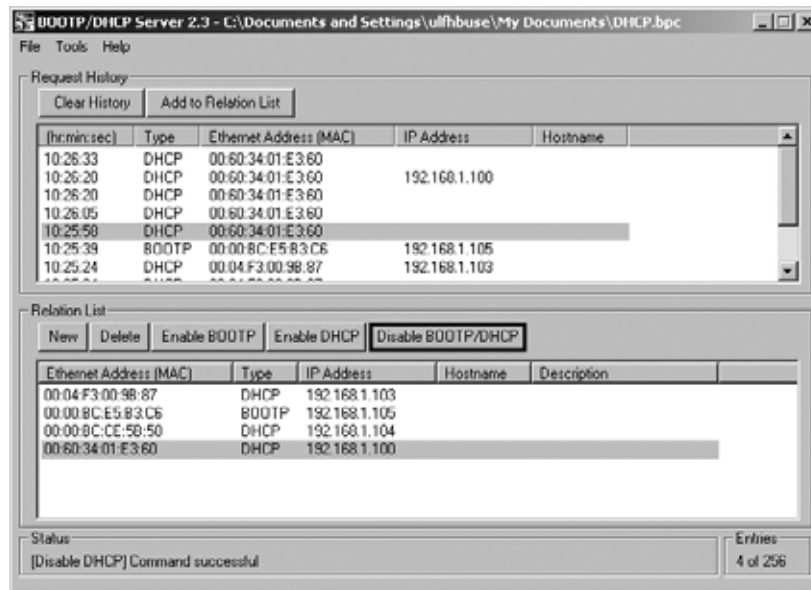 BOOTP/DHCP Server 2.3 - C:\Documents and Settings\ulfhbuse\My Documents\DHCP.bpc
File Tools Help
Request History
Clear History Add to Relation List
(hr:min:sec) Type Ethernet Address (MAC) IP Address Hostname
10:26:33 DHCP 00:60:34:01:E3:60
10:26:20 DHCP 00:60:34:01:E3:60 192.168.1.100
10:26:20 DHCP 00:60:34:01:E3:60
10:26:05 DHCP 00:60:34:01:E3:60
10:25:58 DHCP 00:60:34:01:E3:60
10:25:39 BOOTP 00:00:BC:E5:B3:C6 192.168.1.105
10:25:24 DHCP 00:04:F3:00:9B:87 192.168.1.103
Relation List
New Delete Enable BOOTP Enable DHCP Disable BOOTP/DHCP
Ethernet Address (MAC) Type IP Address Hostname Description
00:04:F3:00:9B:87 DHCP 192.168.1.103
00:00:BC:E5:B3:C6 BOOTP 192.168.1.105
00:00:BC:CE:5B:50 DHCP 192.168.1.104
00:60:34:01:E3:60 DHCP 192.168.1.100
Status
[Disable DHCP] Command successful
Entries
4 of 256